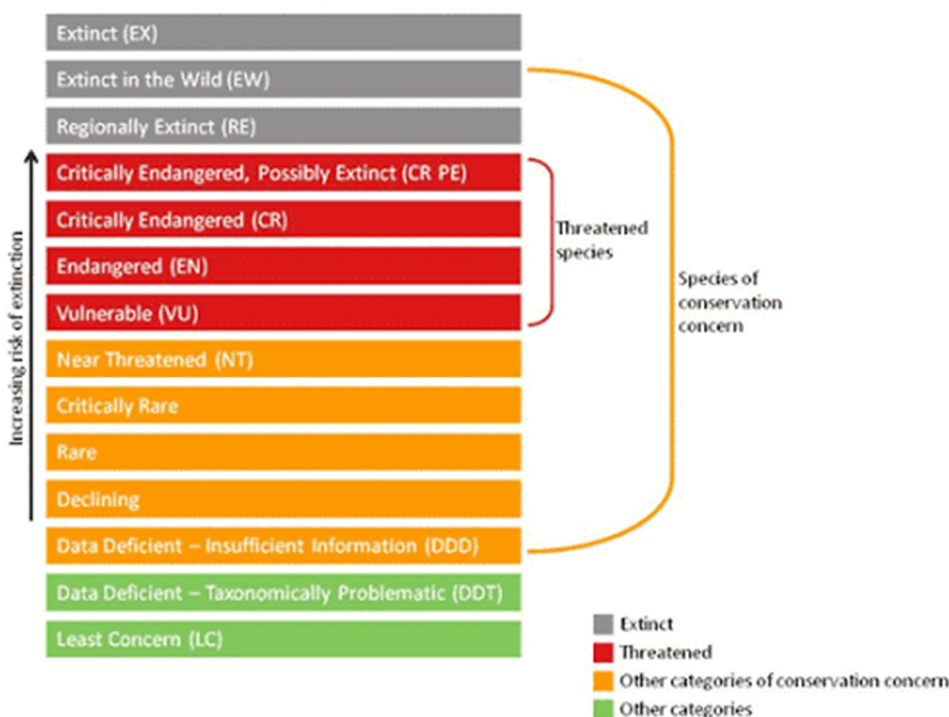 Extinct (EX)
Extinct in the Wild (EW)
Regionally Extinct (RE)
Critically Endangered, Possibly Extinct (CR PE)
Critically Endangered (CR)
Endangered (EN)
Vulnerable (VU)
Near Threatened (NT)
Critically Rare
Rare
Declining
Data Deficient – Insufficient Information (DDD)
Data Deficient – Taxonomically Problematic (DDT)
Least Concern (LC)
Increasing risk of extinction
Threatened
species
Species of
conservation
concern
Extinct
Threatened
Other categories of conservation concern
Other categories